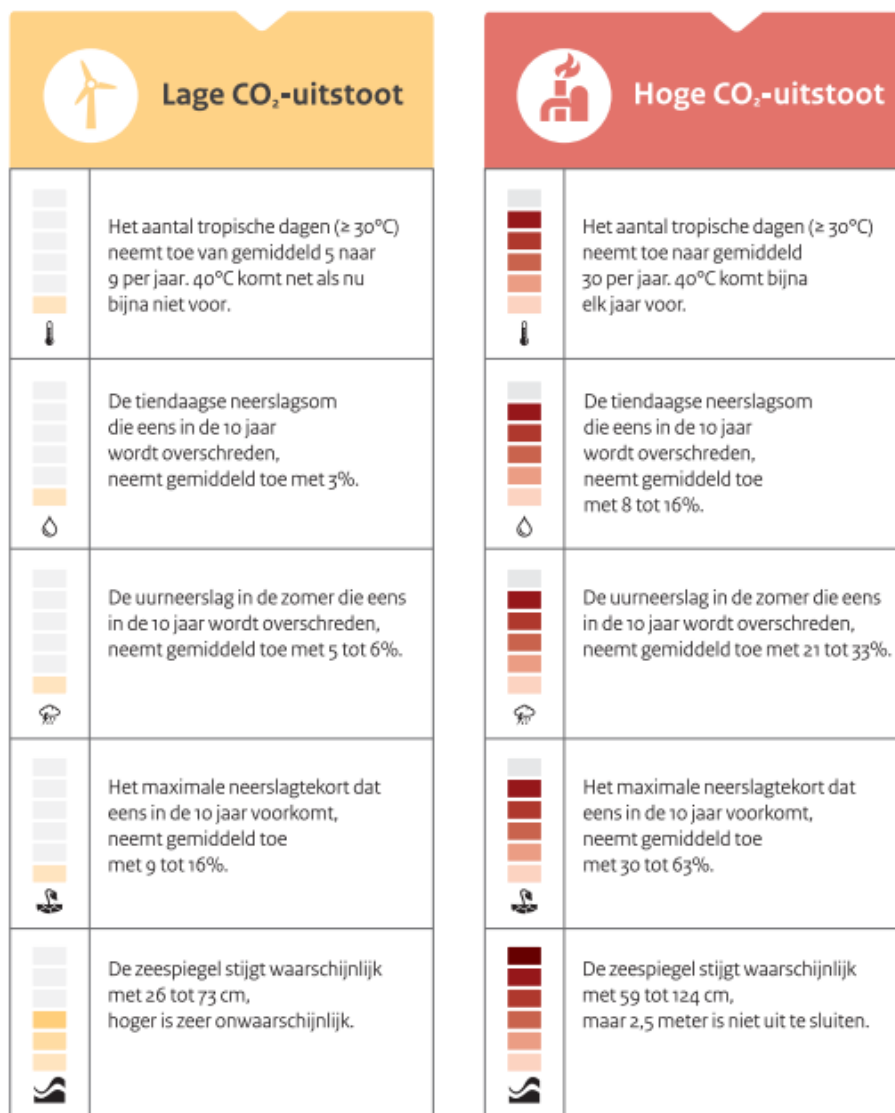 Lage CO₂-uitstoot
Het aantal tropische dagen (≥ 30°C)
neemt toe van gemiddeld 5 naar
9 per jaar. 40°C komt net als nu
bijna niet voor.
De tiendaagse neerslagsom
die eens in de 10 jaar
wordt overschreden,
neemt gemiddeld toe met 3%.
De uurneerslag in de zomer die eens
in de 10 jaar wordt overschreden,
neemt gemiddeld toe met 5 tot 6%.
Het maximale neerslagtekort dat
eens in de 10 jaar voorkomt,
neemt gemiddeld toe
met 9 tot 16%.
De zeespiegel stijgt waarschijnlijk
met 26 tot 73 cm,
hoger is zeer onwaarschijnlijk.
Hoge CO₂-uitstoot
Het aantal tropische dagen (≥ 30°C)
neemt toe naar gemiddeld
30 per jaar. 40°C komt bijna
elk jaar voor.
De tiendaagse neerslagsom
die eens in de 10 jaar
wordt overschreden,
neemt gemiddeld toe
met 8 tot 16%.
De uurneerslag in de zomer die eens
in de 10 jaar wordt overschreden,
neemt gemiddeld toe met 21 tot 33%.
Het maximale neerslagtekort dat
eens in de 10 jaar voorkomt,
neemt gemiddeld toe
met 30 tot 63%.
De zeespiegel stijgt waarschijnlijk
met 59 tot 124 cm,
maar 2,5 meter is niet uit te sluiten.